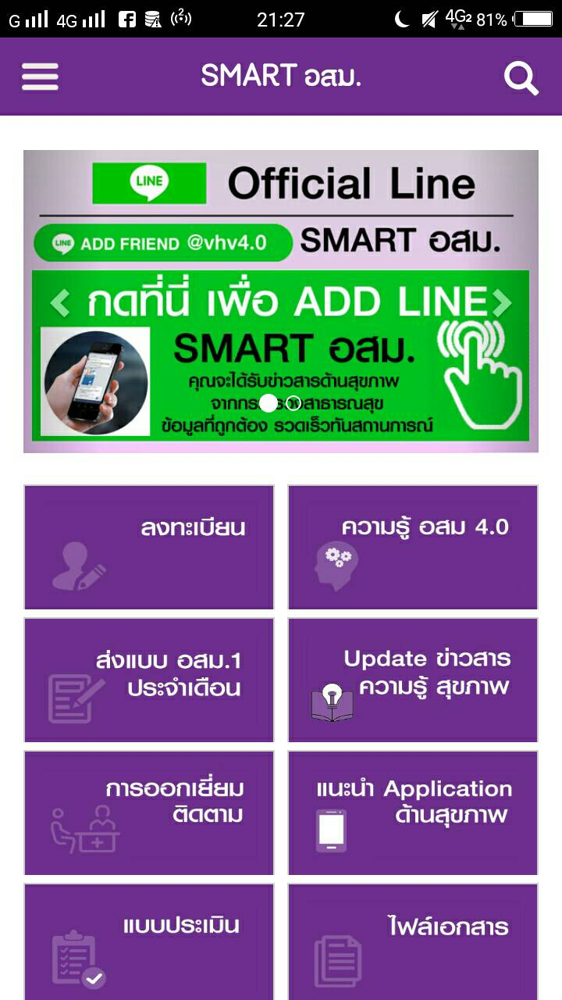 G 4G 21:27 4G2 81%
SMART อสม.
LINE Official Line
LINE ADD FRIEND @vhv4.0 SMART อสม.
กดที่นี่ เพื่อ ADD LINE
SMART อสม.
คุณจะได้รับข่าวสารด้านสุขภาพ
สาธารณสุข
ข้อมูลที่ถูกต้อง รวดเร็วทันสถานการณ์
ลงทะเบียน
ความรู้ อสม 4.0
ส่งแบบ อสม.1
ประจำเดือน
Update ข่าวสาร
ความรู้ สุขภาพ
การออกเยี่ยม
ติดตาม
แนะนำ Application
ด้านสุขภาพ
แบบประเมิน
ไฟล์เอกสาร